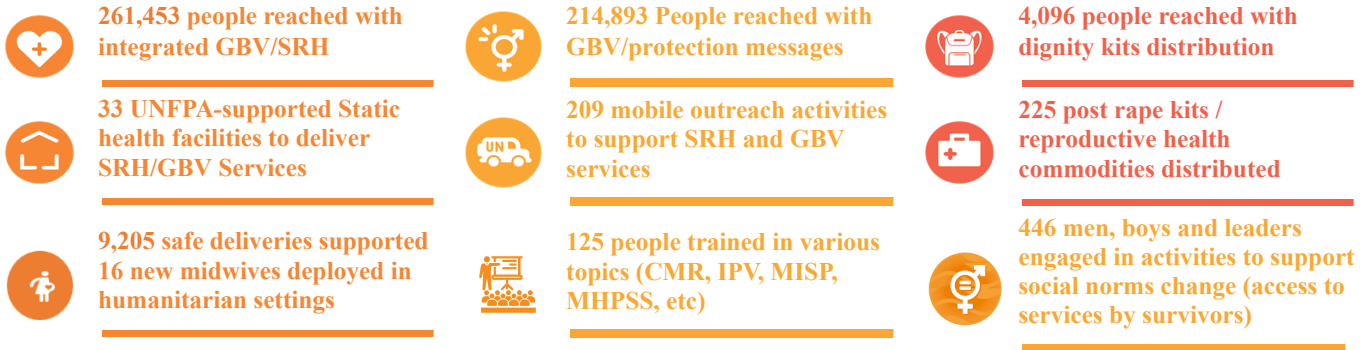 261,453 people reached with
integrated GBV/SRH
214,893 People reached with
GBV/protection messages
4,096 people reached with
dignity kits distribution
33 UNFPA-supported Static
health facilities to deliver
SRH/GBV Services
UN
209 mobile outreach activities
to support SRH and GBV
services
225 post rape kits /
reproductive health
commodities distributed
9,205 safe deliveries supported
16 new midwives deployed in
humanitarian settings
125 people trained in various
topics (CMR, IPV, MISP,
MHPSS, etc)
446 men, boys and leaders
engaged in activities to support
social norms change (access to
services by survivors)